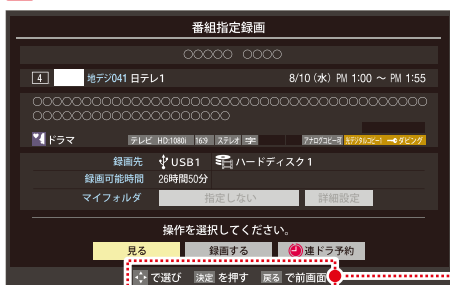 番組指定録画
○○○○○ ○○○○
4 地デジ041 日テレ1 8/10 (水) PM 1:00 ～ PM 1:55
○○○○○○○○○○○○○○○○○○○○○○○○○○○○○○○○○○○○○○○○
○○○○○○○○○○○○○○○○○○○○
ドラマ テレビ HD:1080i 16:9 ステレオ 字 アナログコピー可 光デジタルコピー1 ダビング
録画先 USB1 ハードディスク1
録画可能時間 26時間50分
マイフォルダ 指定しない 詳細設定
操作を選択してください。
見る 録画する 連ドラ予約
で選び 決定 を押す 戻る で前画面